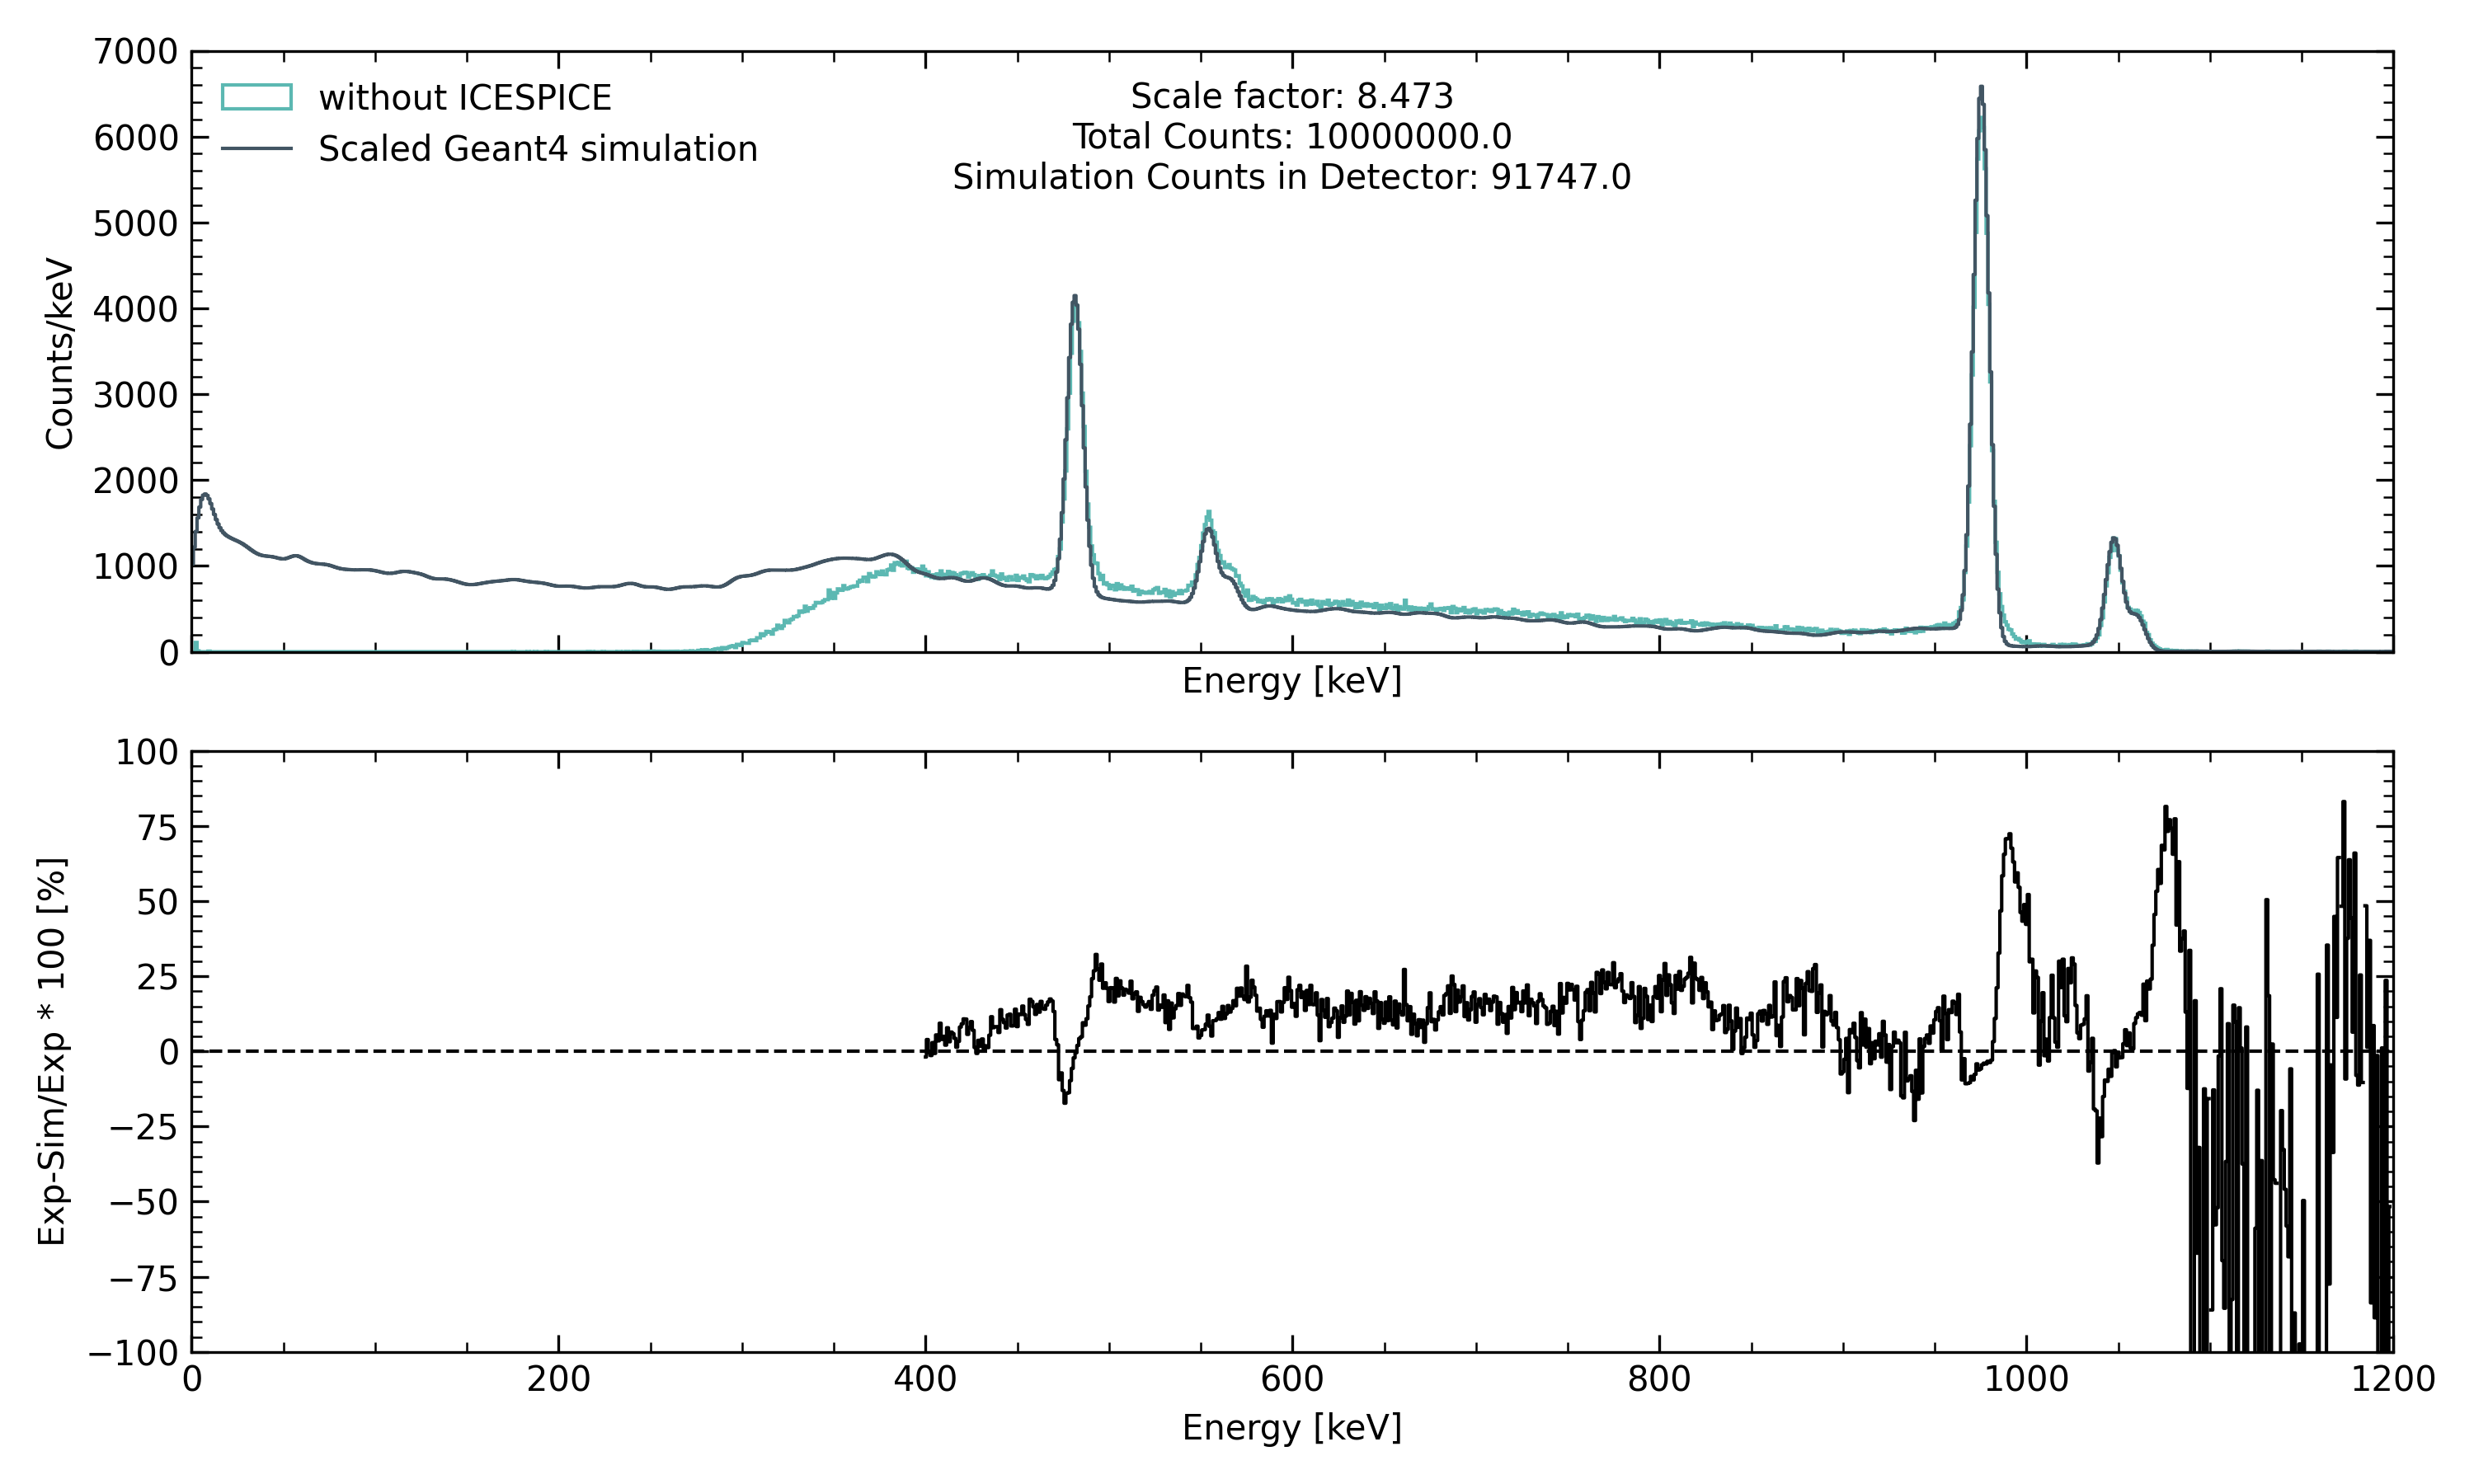 7000
6000
5000
4000
3000
2000
1000
0
Counts/keV
without ICESPICE
Scaled Geant4 simulation
Scale factor: 8.473
Total Counts: 10000000.0
Simulation Counts in Detector: 91747.0
Energy [keV]
100
75
50
25
0
−25
−50
−75
−100
Exp-Sim/Exp * 100 [%]
0 200 400 600 800 1000 1200
Energy [keV]